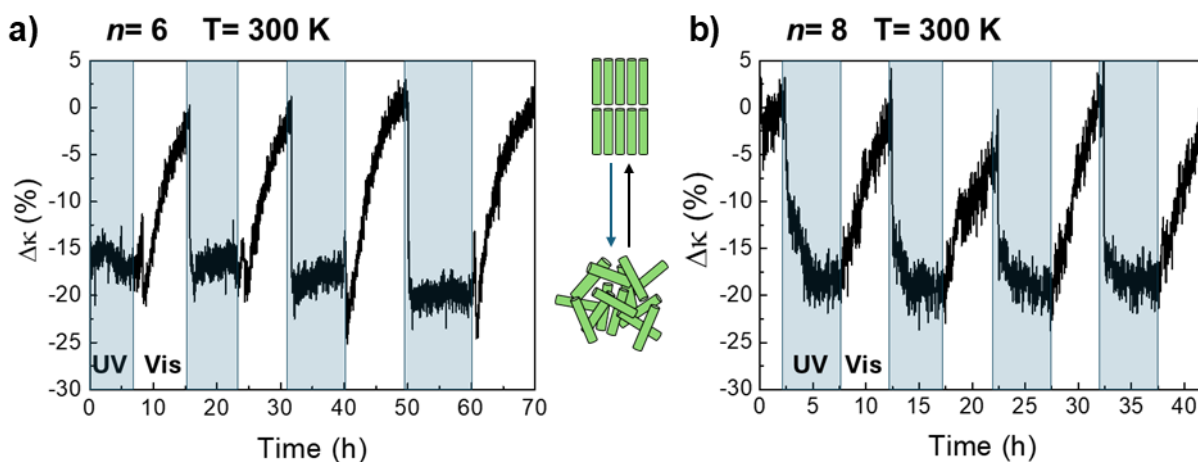 a) n= 6 T= 300 K
Δκ (%)
5
0
-5
-10
-15
-20
-25
-30
UV Vis
0 10 20 30 40 50 60 70
Time (h)
b) n= 8 T= 300 K
Δκ (%)
5
0
-5
-10
-15
-20
-25
-30
UV Vis
0 5 10 15 20 25 30 35 40
Time (h)